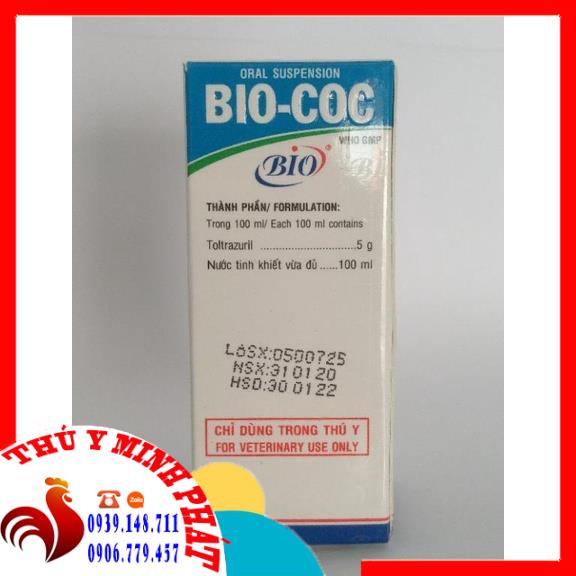 ORAL SUSPENSION
BIO-COC
WHO GMP
BIO®
B
THÀNH PHẦN/ FORMULATION:
Trong 100 ml/ Each 100 ml contains
Toltrazuril ..............................5 g
Nước tinh khiết vừa đủ ......100 ml
LôSX:0500725
NSX:310120
HSD:300122
CHỈ DÙNG TRONG THÚ Y
FOR VETERINARY USE ONLY
THÚ Y MINH PHÁT
Zalo
0939.148.711
0906.779.457